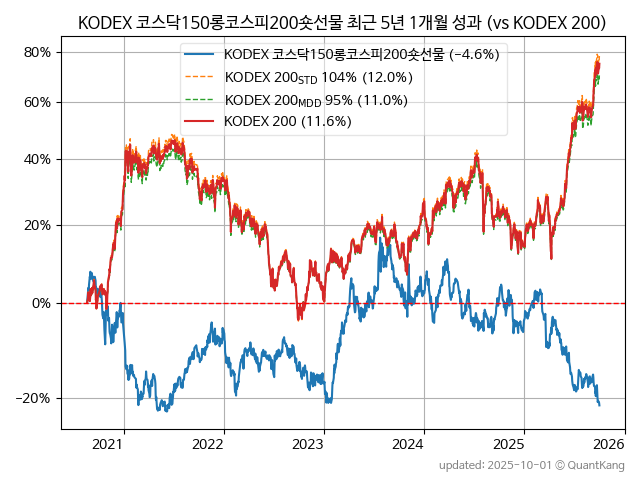 KODEX 코스닥150롱코스피200숏선물 최근 5년 1개월 성과 (vs KODEX 200)
KODEX 코스닥150롱코스피200숏선물 (−4.6%)
KODEX 200STD 104% (12.0%)
KODEX 200MDD 95% (11.0%)
KODEX 200 (11.6%)
80%
60%
40%
20%
0%
−20%
2021 2022 2023 2024 2025 2026
updated: 2025-10-01 © QuantKang